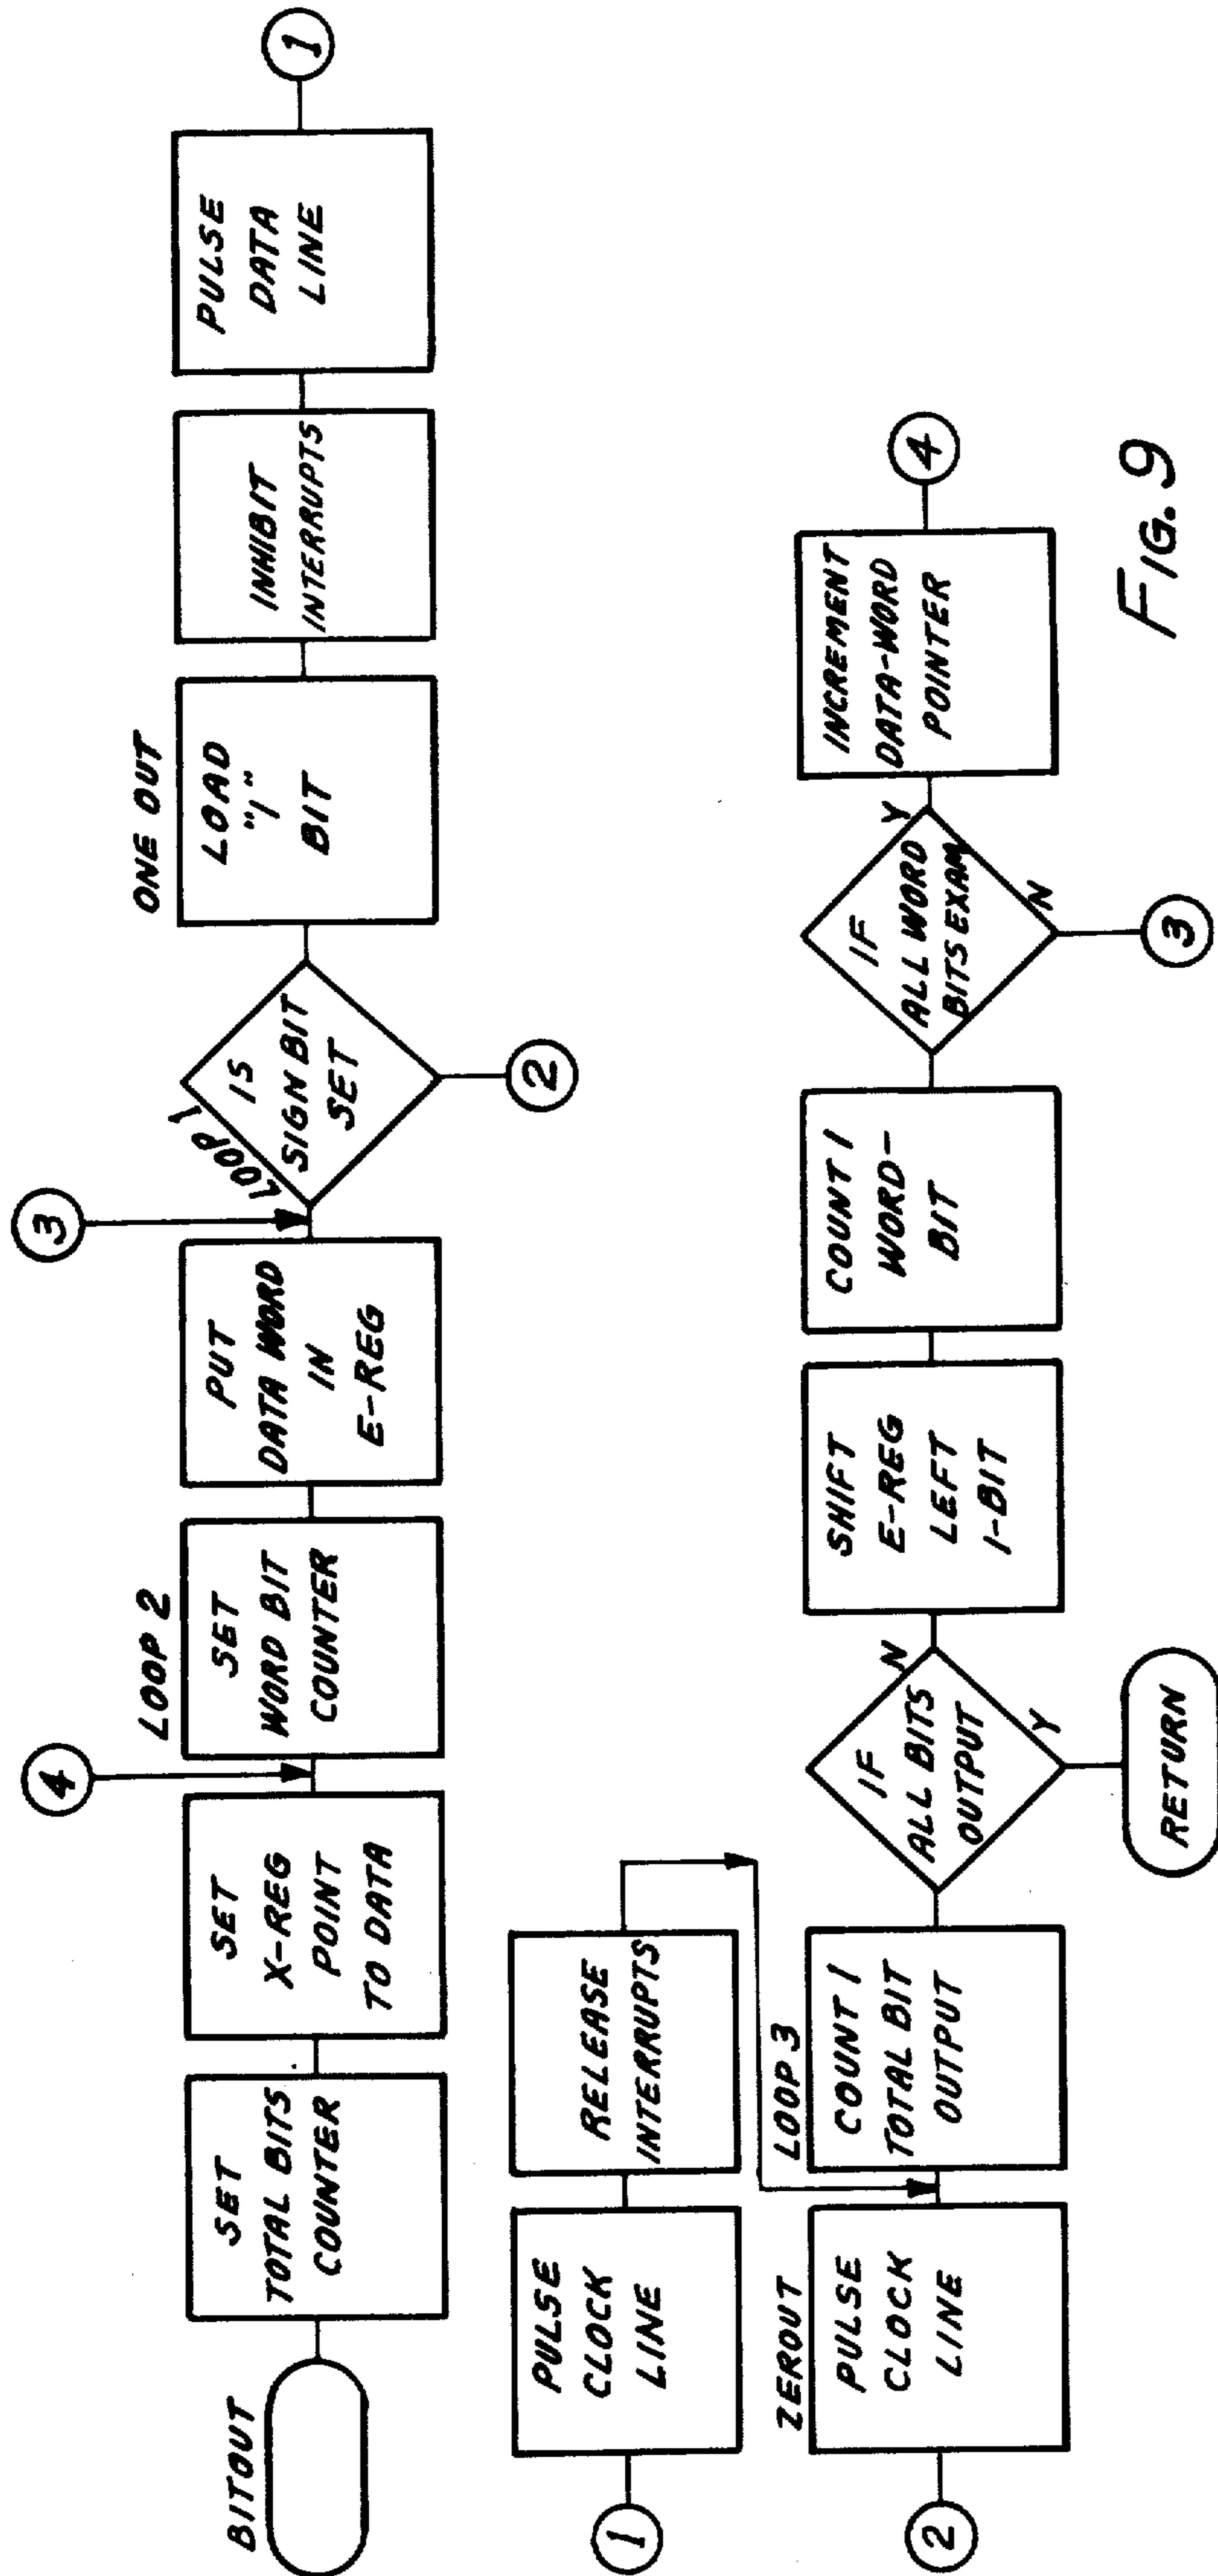 BITOUT
SET
TOTAL BITS
COUNTER
SET
X-REG
POINT
TO DATA
4
LOOP 2
SET
WORD BIT
COUNTER
PUT
DATA WORD
IN
E-REG
3
LOOP 1
IS
SIGN BIT
SET
2
ONE OUT
LOAD
"1"
BIT
INHIBIT
INTERRUPTS
PULSE
DATA
LINE
1
1
PULSE
CLOCK
LINE
RELEASE
INTERRUPTS
2
ZEROUT
PULSE
CLOCK
LINE
LOOP 3
COUNT 1
TOTAL BIT
OUTPUT
IF
ALL BITS
OUTPUT
Y
RETURN
N
SHIFT
E-REG
LEFT
1-BIT
COUNT 1
WORD-
BIT
IF
ALL WORD
BITS EXAM
N
3
Y
INCREMENT
DATA-WORD
POINTER
4
FIG. 9